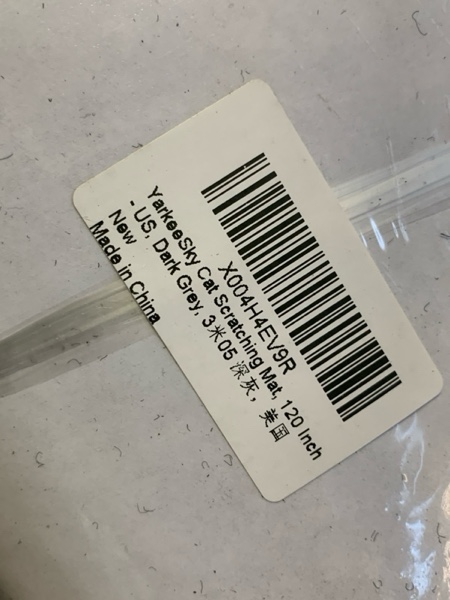 X004H4EV9R
YarkeeSky Cat Scratching Mat, 120 Inch
- US, Dark Grey, 3米05 深灰，美国
New
Made in China